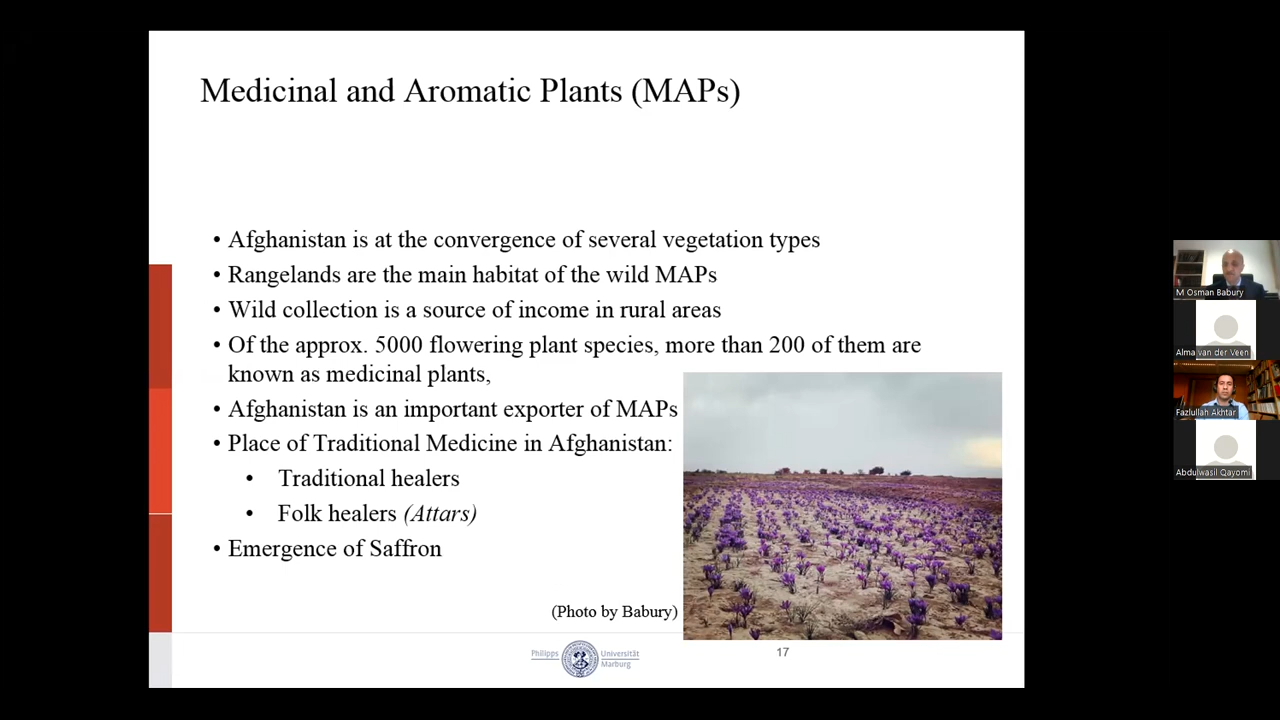 Medicinal and Aromatic Plants (MAPs)
• Afghanistan is at the convergence of several vegetation types
• Rangelands are the main habitat of the wild MAPs
• Wild collection is a source of income in rural areas
• Of the approx. 5000 flowering plant species, more than 200 of them are
known as medicinal plants,
• Afghanistan is an important exporter of MAPs
• Place of Traditional Medicine in Afghanistan:
• Traditional healers
• Folk healers (Attars)
• Emergence of Saffron
(Photo by Babury)
Philipps Universität
Marburg
17
M Osman Babury
Alma van der Veen
Fazlullah Akhtar
Abdulwasil Qayomi